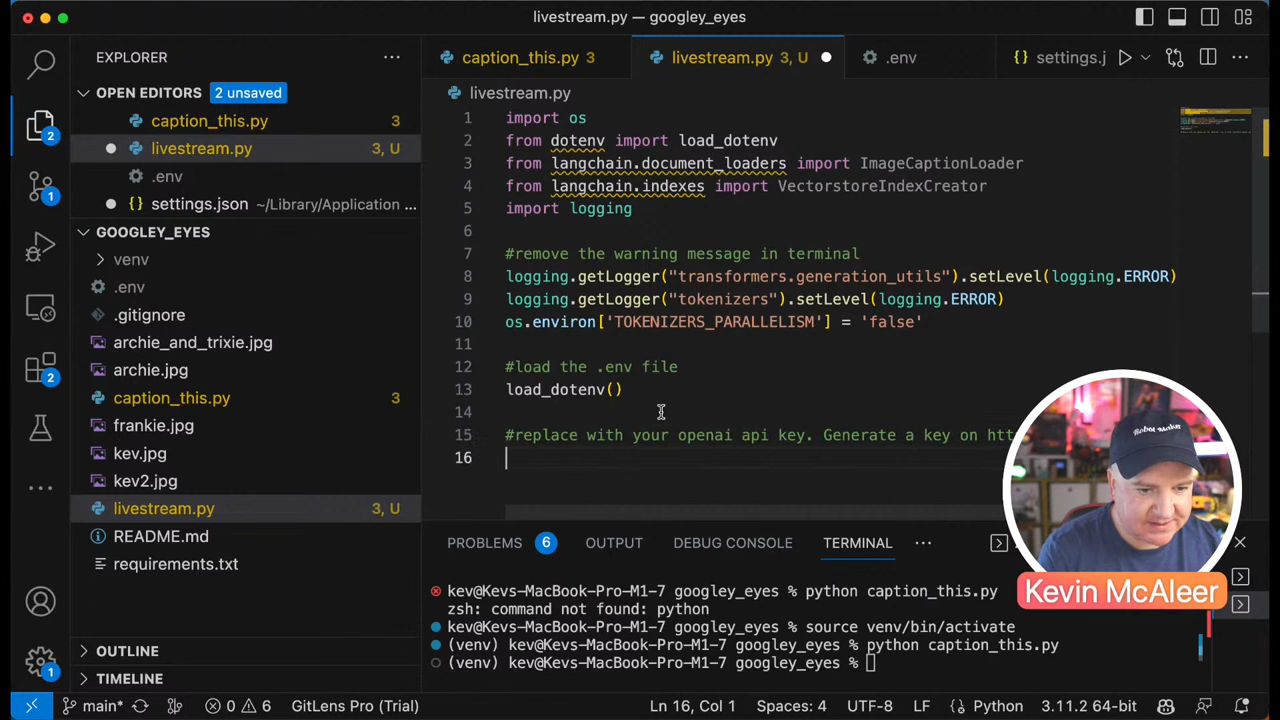 livestream.py — googley_eyes
EXPLORER
OPEN EDITORS 2 unsaved
caption_this.py 3
livestream.py 3, U
.env
settings.json ~/Library/Application ...
GOOGLEY_EYES
venv
.env
.gitignore
archie_and_trixie.jpg
archie.jpg
caption_this.py 3
frankie.jpg
kev.jpg
kev2.jpg
livestream.py 3, U
README.md
requirements.txt
OUTLINE
TIMELINE
2
1
2
1
caption_this.py 3
livestream.py 3, U
.env
{} settings.j
livestream.py
1 import os
2 from dotenv import load_dotenv
3 from langchain.document_loaders import ImageCaptionLoader
4 from langchain.indexes import VectorstoreIndexCreator
5 import logging
6
7 #remove the warning message in terminal
8 logging.getLogger("transformers.generation_utils").setLevel(logging.ERROR)
9 logging.getLogger("tokenizers").setLevel(logging.ERROR)
10 os.environ['TOKENIZERS_PARALLELISM'] = 'false'
11
12 #load the .env file
13 load_dotenv()
14
15 #replace with your openai api key. Generate a key on htt
16
PROBLEMS 6 OUTPUT DEBUG CONSOLE TERMINAL ...
kev@Kevs-MacBook-Pro-M1-7 googley_eyes % python caption_this.py
zsh: command not found: python
kev@Kevs-MacBook-Pro-M1-7 googley_eyes % source venv/bin/activate
(venv) kev@Kevs-MacBook-Pro-M1-7 googley_eyes % python caption_this.py
(venv) kev@Kevs-MacBook-Pro-M1-7 googley_eyes %
Robot Maker
Kevin McAleer
main* 0 6 GitLens Pro (Trial) Ln 16, Col 1 Spaces: 4 UTF-8 LF Python 3.11.2 64-bit